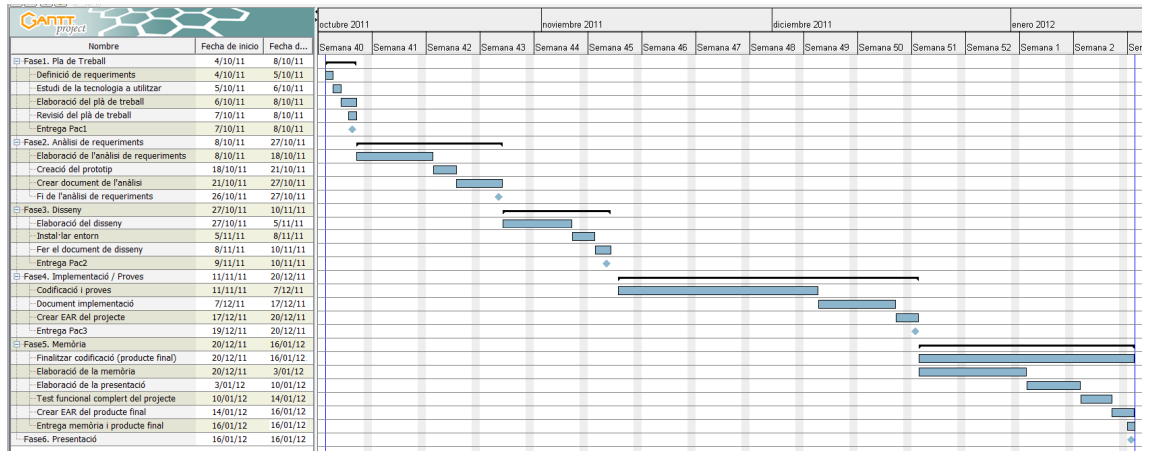 GANTT
project
octubre 2011 noviembre 2011 diciembre 2011 enero 2012
Nombre Fecha de inicio Fecha d... Semana 40 Semana 41 Semana 42 Semana 43 Semana 44 Semana 45 Semana 46 Semana 47 Semana 48 Semana 49 Semana 50 Semana 51 Semana 52 Semana 1 Semana 2 Ser
Fase1. Pla de Treball 4/10/11 8/10/11
Definició de requeriments 4/10/11 5/10/11
Estudi de la tecnologia a utilitzar 5/10/11 6/10/11
Elaboració del plà de treball 6/10/11 8/10/11
Revisió del plà de treball 7/10/11 8/10/11
Entrega Pac1 7/10/11 8/10/11
Fase2. Anàlisi de requeriments 8/10/11 27/10/11
Elaboració de l'anàlisi de requeriments 8/10/11 18/10/11
Creació del prototip 18/10/11 21/10/11
Crear document de l'anàlisi 21/10/11 27/10/11
Fi de l'anàlisi de requeriments 26/10/11 27/10/11
Fase3. Disseny 27/10/11 10/11/11
Elaboració del disseny 27/10/11 5/11/11
Instal·lar entorn 5/11/11 8/11/11
Fer el document de disseny 8/11/11 10/11/11
Entrega Pac2 9/11/11 10/11/11
Fase4. Implementació / Proves 11/11/11 20/12/11
Codificació i proves 11/11/11 7/12/11
Document implementació 7/12/11 17/12/11
Crear EAR del projecte 17/12/11 20/12/11
Entrega Pac3 19/12/11 20/12/11
Fase5. Memòria 20/12/11 16/01/12
Finalitzar codificació (producte final) 20/12/11 16/01/12
Elaboració de la memòria 20/12/11 3/01/12
Elaboració de la presentació 3/01/12 10/01/12
Test funcional complert del projecte 10/01/12 14/01/12
Crear EAR del producte final 14/01/12 16/01/12
Entrega memòria i producte final 16/01/12 16/01/12
Fase6. Presentació 16/01/12 16/01/12